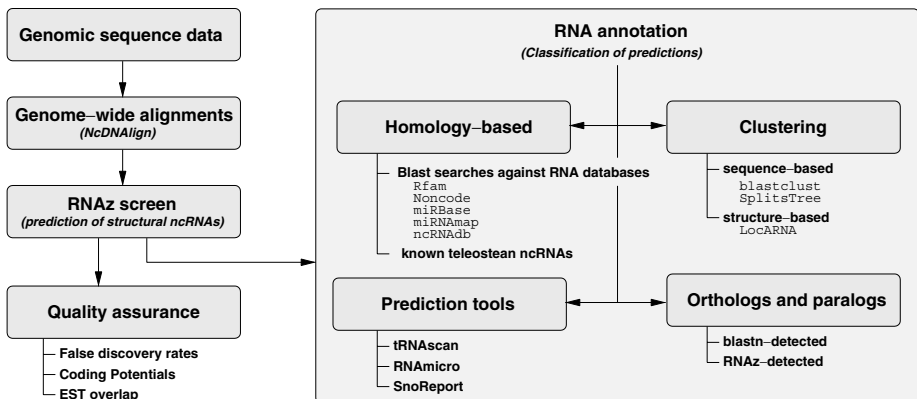 Genomic sequence data
Genome–wide alignments
(NcDNAlign)
RNAz screen
(prediction of structural ncRNAs)
Quality assurance
False discovery rates
Coding Potentials
EST overlap
RNA annotation
(Classification of predictions)
Homology–based
Blast searches against RNA databases
Rfam
Noncode
miRBase
miRNAmap
ncRNAdb
known teleostean ncRNAs
Clustering
sequence–based
blastclust
SplitsTree
structure–based
LocARNA
Prediction tools
tRNAscan
RNAmicro
SnoReport
Orthologs and paralogs
blastn–detected
RNAz–detected